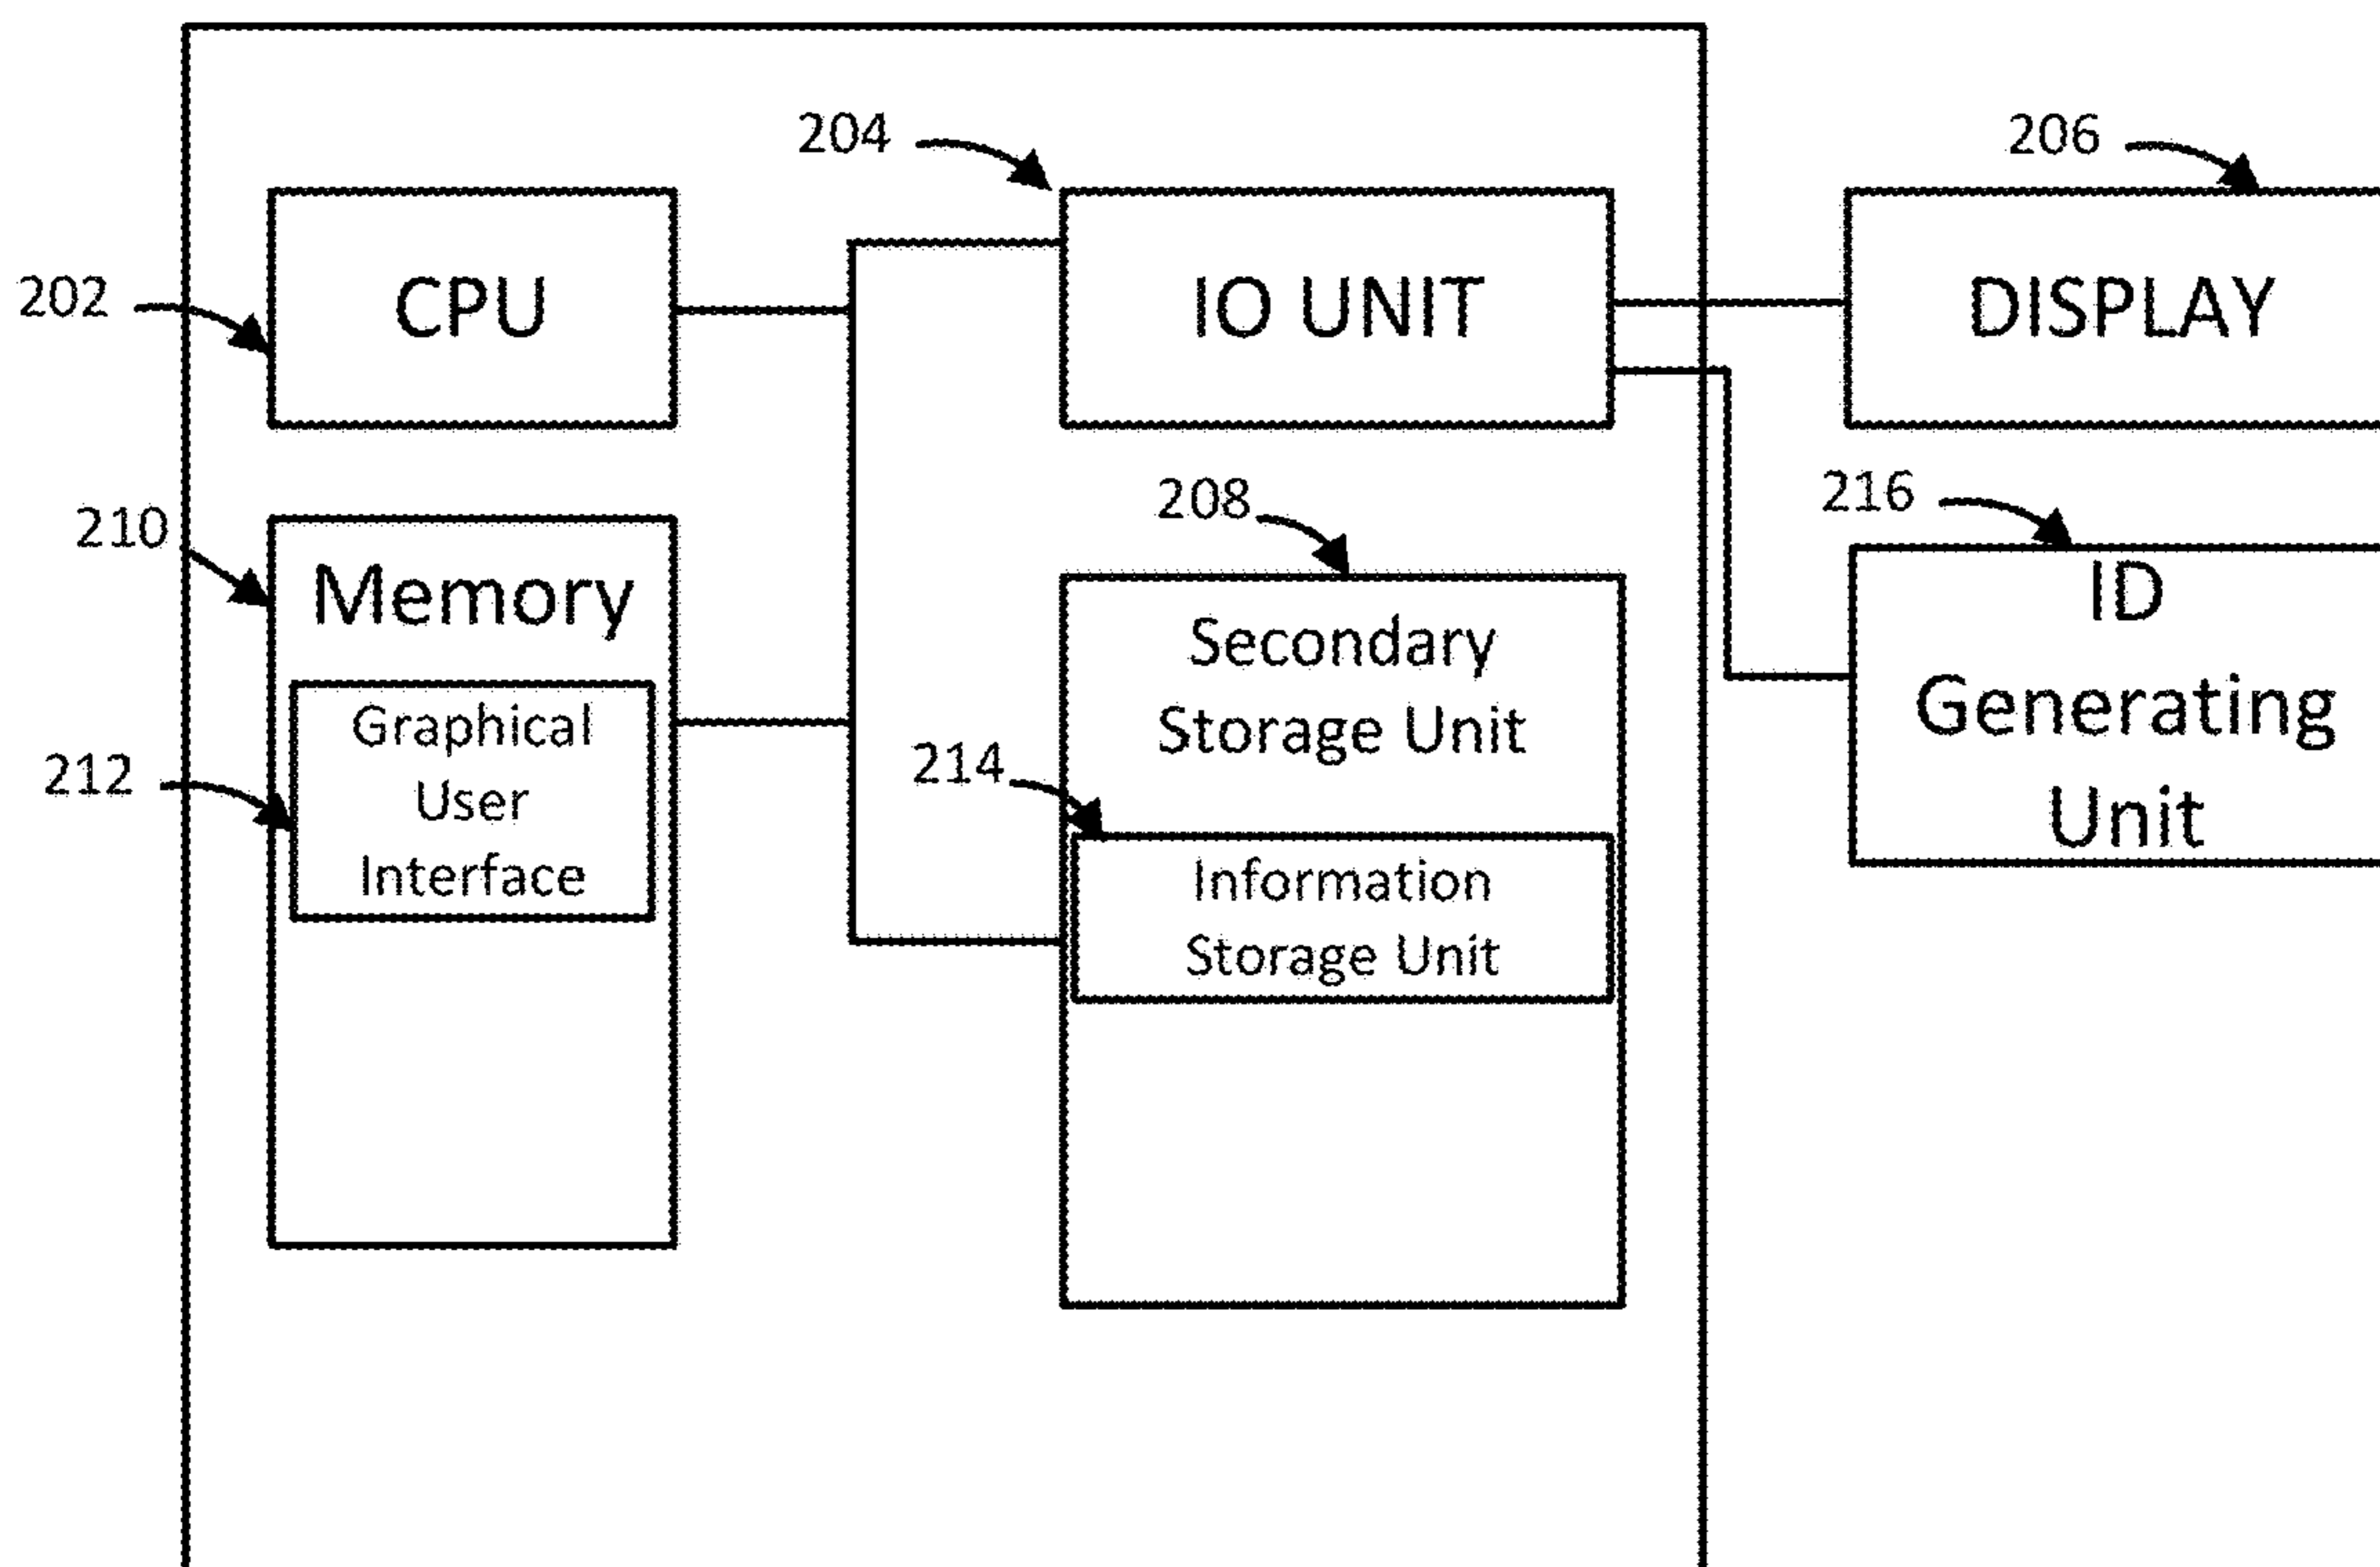 204
206
202
CPU
IO UNIT
DISPLAY
210
208
216
Memory
Secondary
Storage Unit
ID
Generating
Unit
212
Graphical
User
Interface
214
Information
Storage Unit